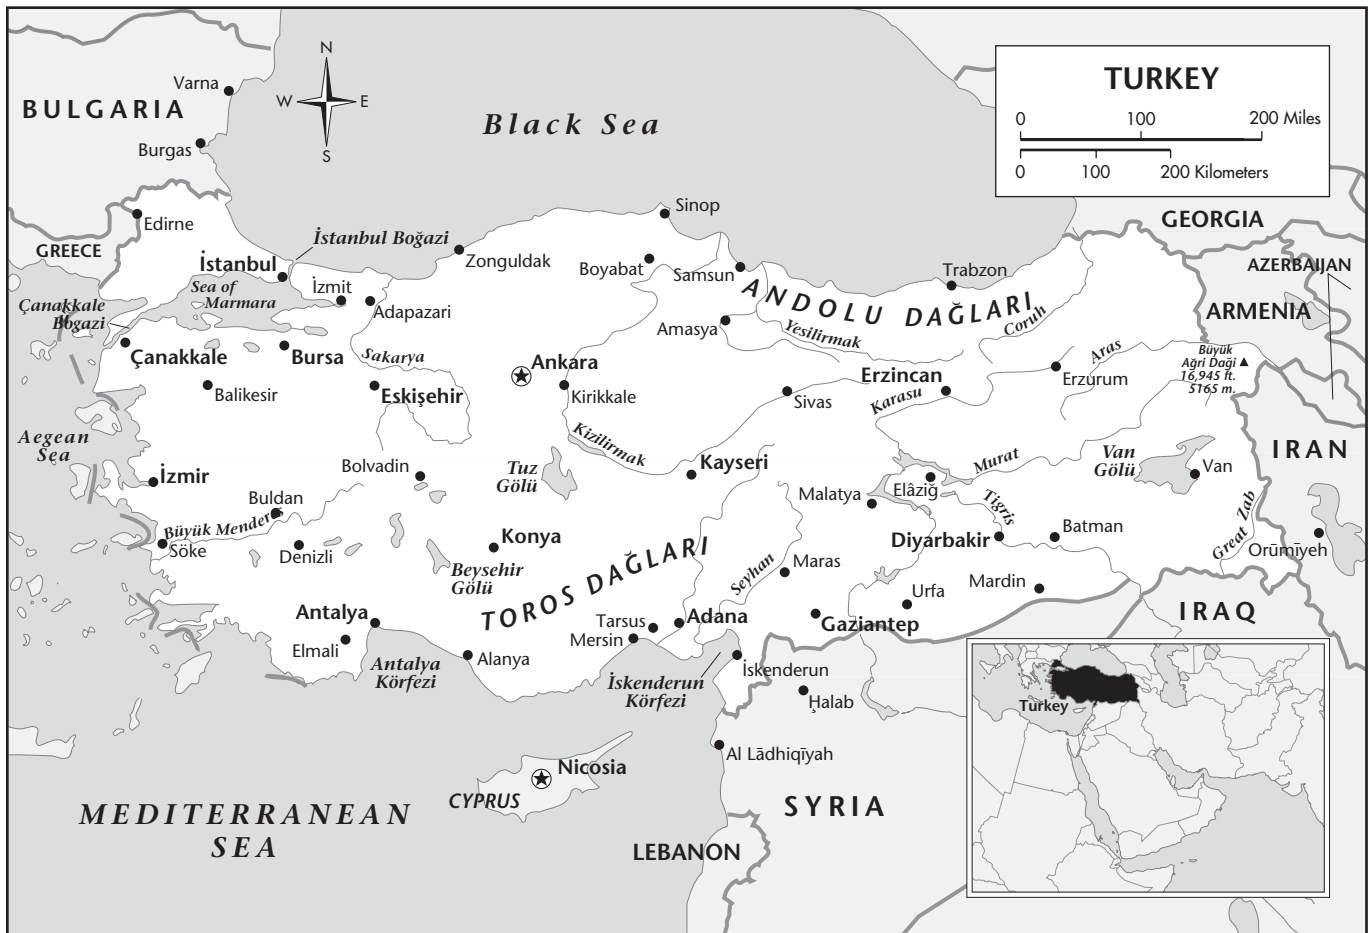 TURKEY
0 100 200 Miles
0 100 200 Kilometers
N
W E
S
Varna
BULGARIA
Burgas
Black Sea
Edirne
GREECE
İstanbul Boğazi
İstanbul
Sea of
Marmara
İzmit
Adapazari
Zonguldak
Sinop
Boyabat
Samsun
Trabzon
GEORGIA
AZERBAIJAN
ARMENIA
ANDOLU DAĞLARI
Çanakkale
Bogazi
Çanakkale
Bursa
Sakarya
Amasya
Yesilirmak
Coruh
Aras
Büyük
Ağri Daği
16,945 ft.
5165 m.
Balikesir
Eskişehir
Ankara
Kirikkale
Sivas
Erzincan
Karasu
Erzurum
Aegean
Sea
İzmir
Bolvadin
Tuz
Gölü
Kizilirmak
Kayseri
Malatya
Elâziğ
Murat
Van
Gölü
Van
IRAN
Buldan
Büyük Menderes
Söke
Denizli
Konya
Beysehir
Gölü
TOROS DAĞLARI
Seyhan
Maras
Diyarbakir
Tigris
Batman
Great Zab
Orūmīyeh
Antalya
Elmali
Antalya
Körfezi
Alanya
Tarsus
Mersin
Adana
Gaziantep
Urfa
Mardin
IRAQ
İskenderun
Körfezi
İskenderun
Ḩalab
Al Lādhiqīyah
Nicosia
CYPRUS
MEDITERRANEAN
SEA
SYRIA
LEBANON
Turkey